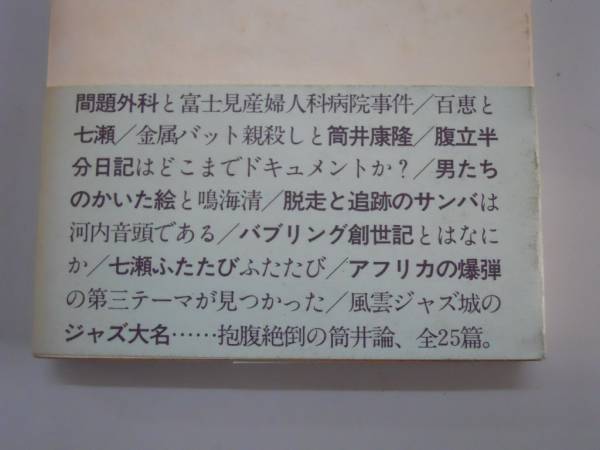 問題外科と富士見産婦人科病院事件／百恵と
七瀬／金属バット親殺しと筒井康隆／腹立半
分日記はどこまでドキュメントか？／男たち
のかいた絵と鳴海清／脱走と追跡のサンバは
河内音頭である／バブリング創世記とはなに
か／七瀬ふたたびふたたび／アフリカの爆弾
の第三テーマが見つかった／風雲ジャズ城の
ジャズ大名……抱腹絶倒の筒井論、全25篇。